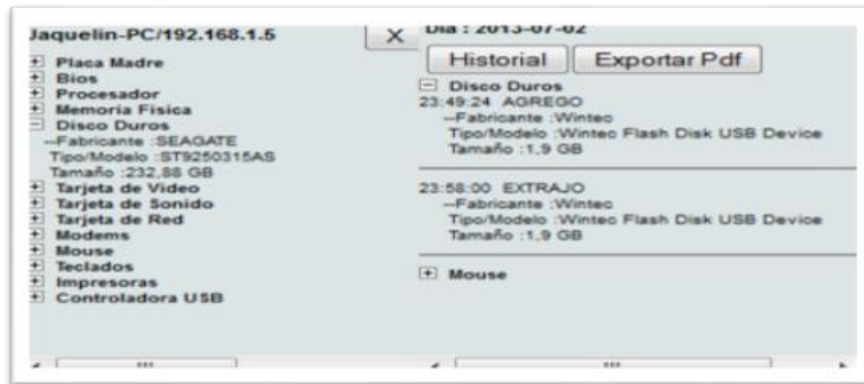 Jaquelin-PC/192.168.1.5
X
+ Placa Madre
+ Bios
+ Procesador
+ Memoria Fisica
- Disco Duros
--Fabricante :SEAGATE
Tipo/Modelo :ST9250315AS
Tamaño :232,88 GB
+ Tarjeta de Video
+ Tarjeta de Sonido
+ Tarjeta de Red
+ Modems
+ Mouse
+ Teclados
+ Impresoras
+ Controladora USB
Dia : 2013-07-02
Historial Exportar Pdf
- Disco Duros
23:49:24 AGREGO
--Fabricante :Wintec
Tipo/Modelo :Wintec Flash Disk USB Device
Tamaño :1,9 GB
23:58:00 EXTRAJO
--Fabricante :Wintec
Tipo/Modelo :Wintec Flash Disk USB Device
Tamaño :1,9 GB
+ Mouse